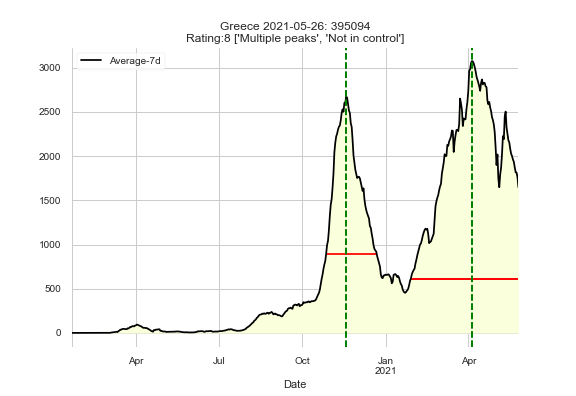 Greece 2021-05-26: 395094
Rating:8 ['Multiple peaks', 'Not in control']
Average-7d
3000
2500
2000
1500
1000
500
0
Apr
Jul
Oct
Jan
2021
Apr
Date